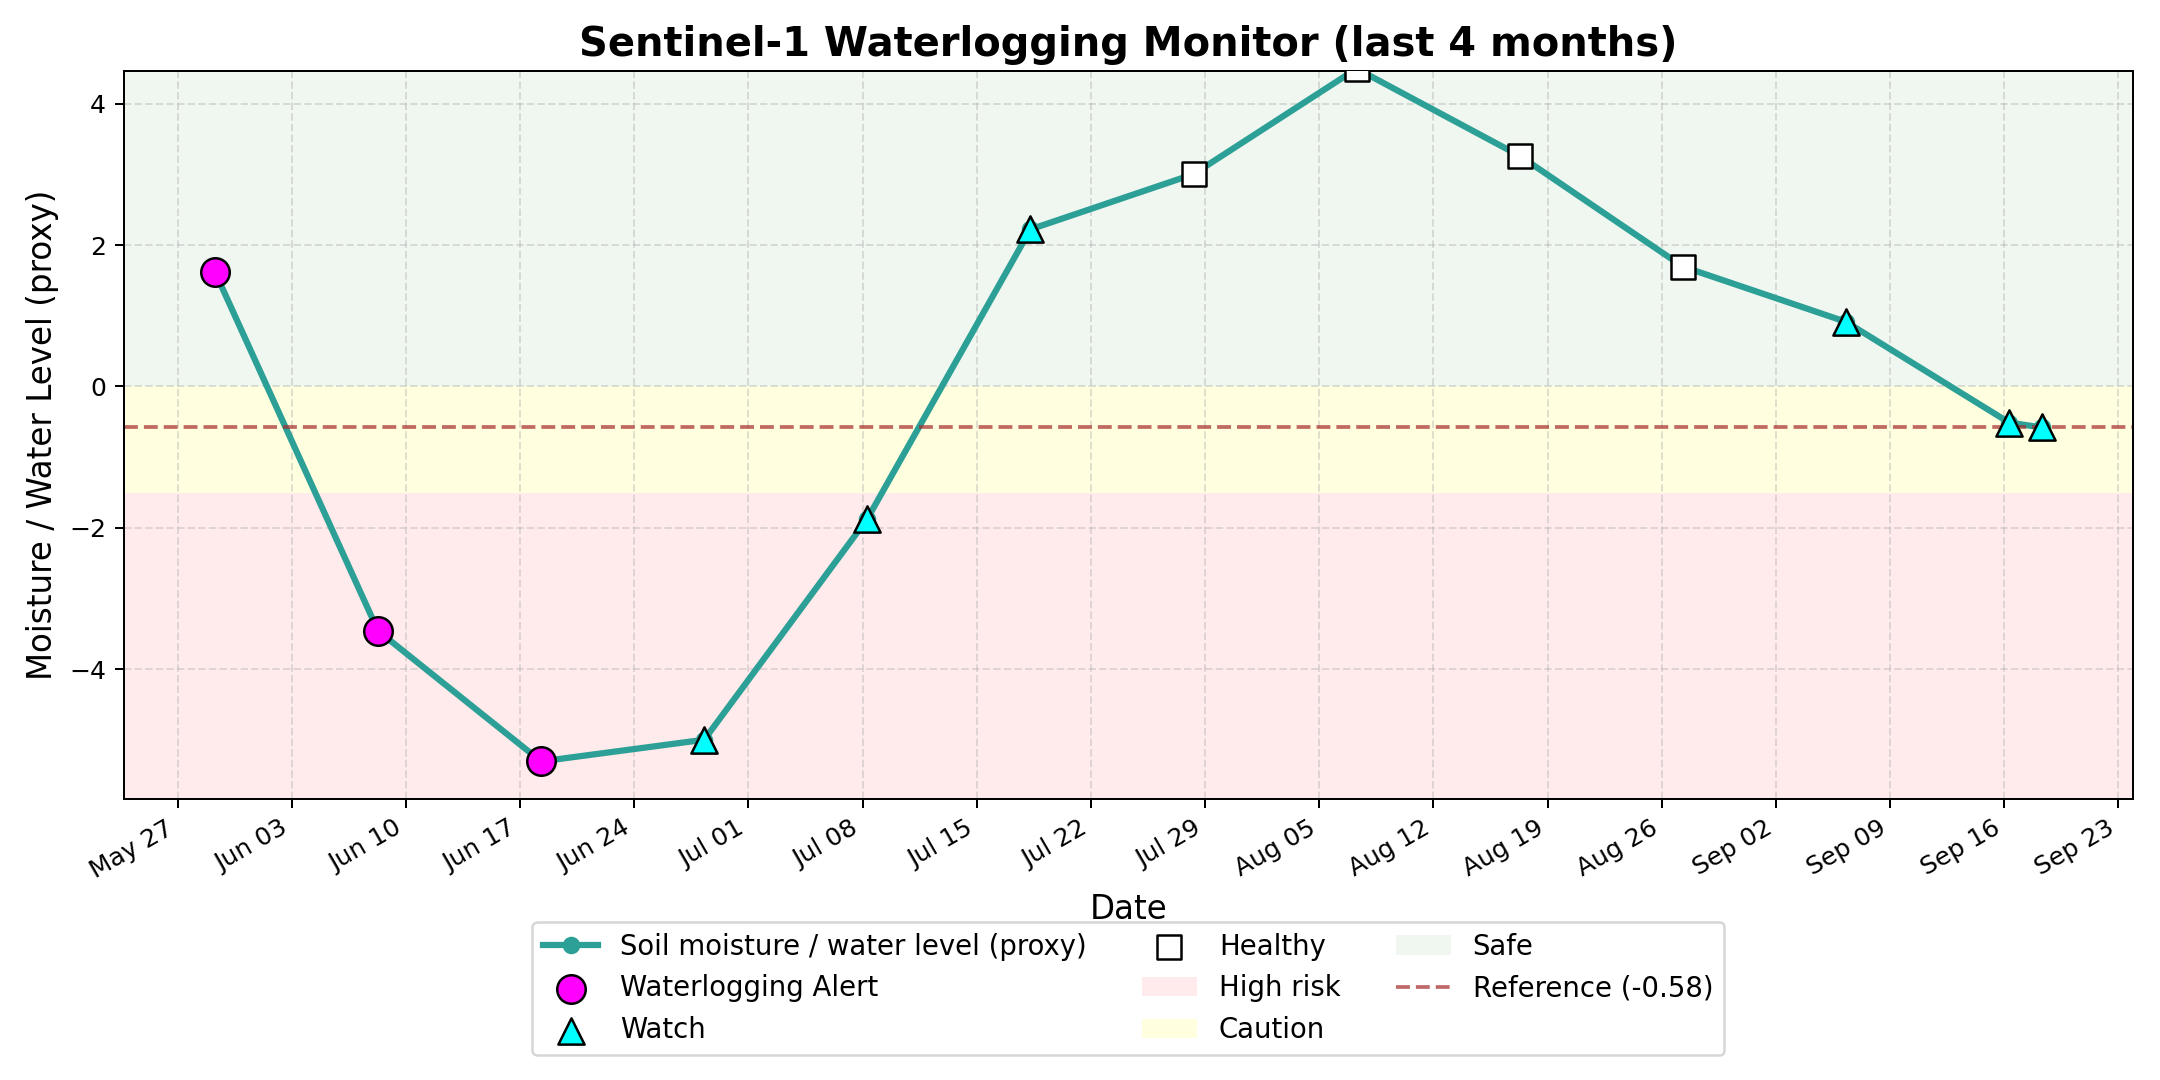 Sentinel-1 Waterlogging Monitor (last 4 months)
Moisture / Water Level (proxy)
4
2
0
−2
−4
May 27
Jun 03
Jun 10
Jun 17
Jun 24
Jul 01
Jul 08
Jul 15
Jul 22
Jul 29
Aug 05
Aug 12
Aug 19
Aug 26
Sep 02
Sep 09
Sep 16
Sep 23
Date
Soil moisture / water level (proxy)
Waterlogging Alert
Watch
Healthy
High risk
Caution
Safe
Reference (-0.58)